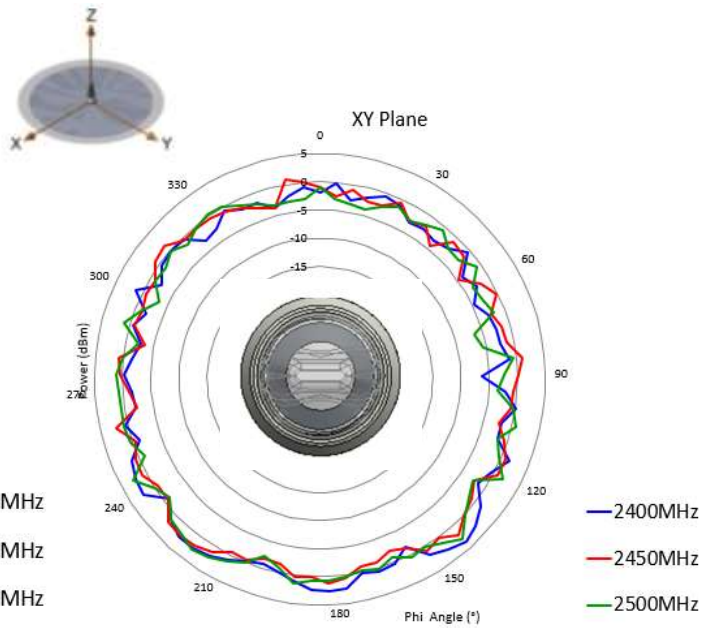 Z
X
Y
XY Plane
0
5
0
-5
-10
-15
330
30
300
60
Power (dBm)
27
90
240
120
210
150
180
Phi Angle (°)
MHz
MHz
MHz
2400MHz
2450MHz
2500MHz